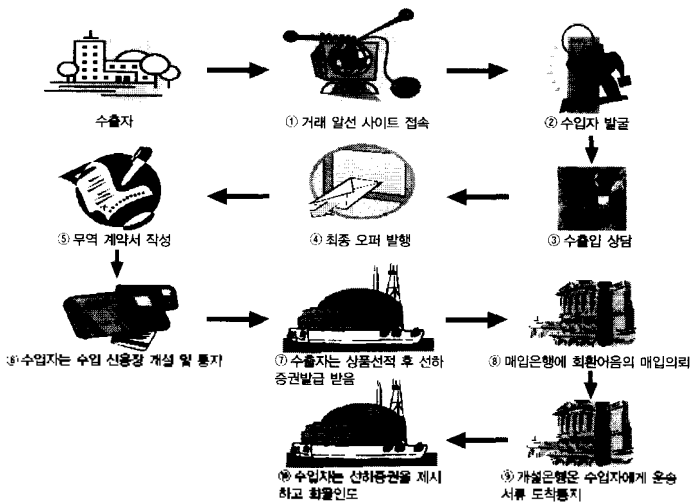 수출자
① 거래 알선 사이트 접속
② 수입자 발굴
③ 수출입 상담
④ 최종 오퍼 발행
⑤ 무역 계약서 작성
⑥ 수입자는 수입 신용장 개설 및 통지
⑦ 수출자는 상품선적 후 선하
증권발급 받음
⑧ 매입은행에 화환어음의 매입의뢰
⑨ 개설은행은 수입자에게 운송
서류 도착통지
⑩ 수입자는 선하증권을 제시
하고 화물인도